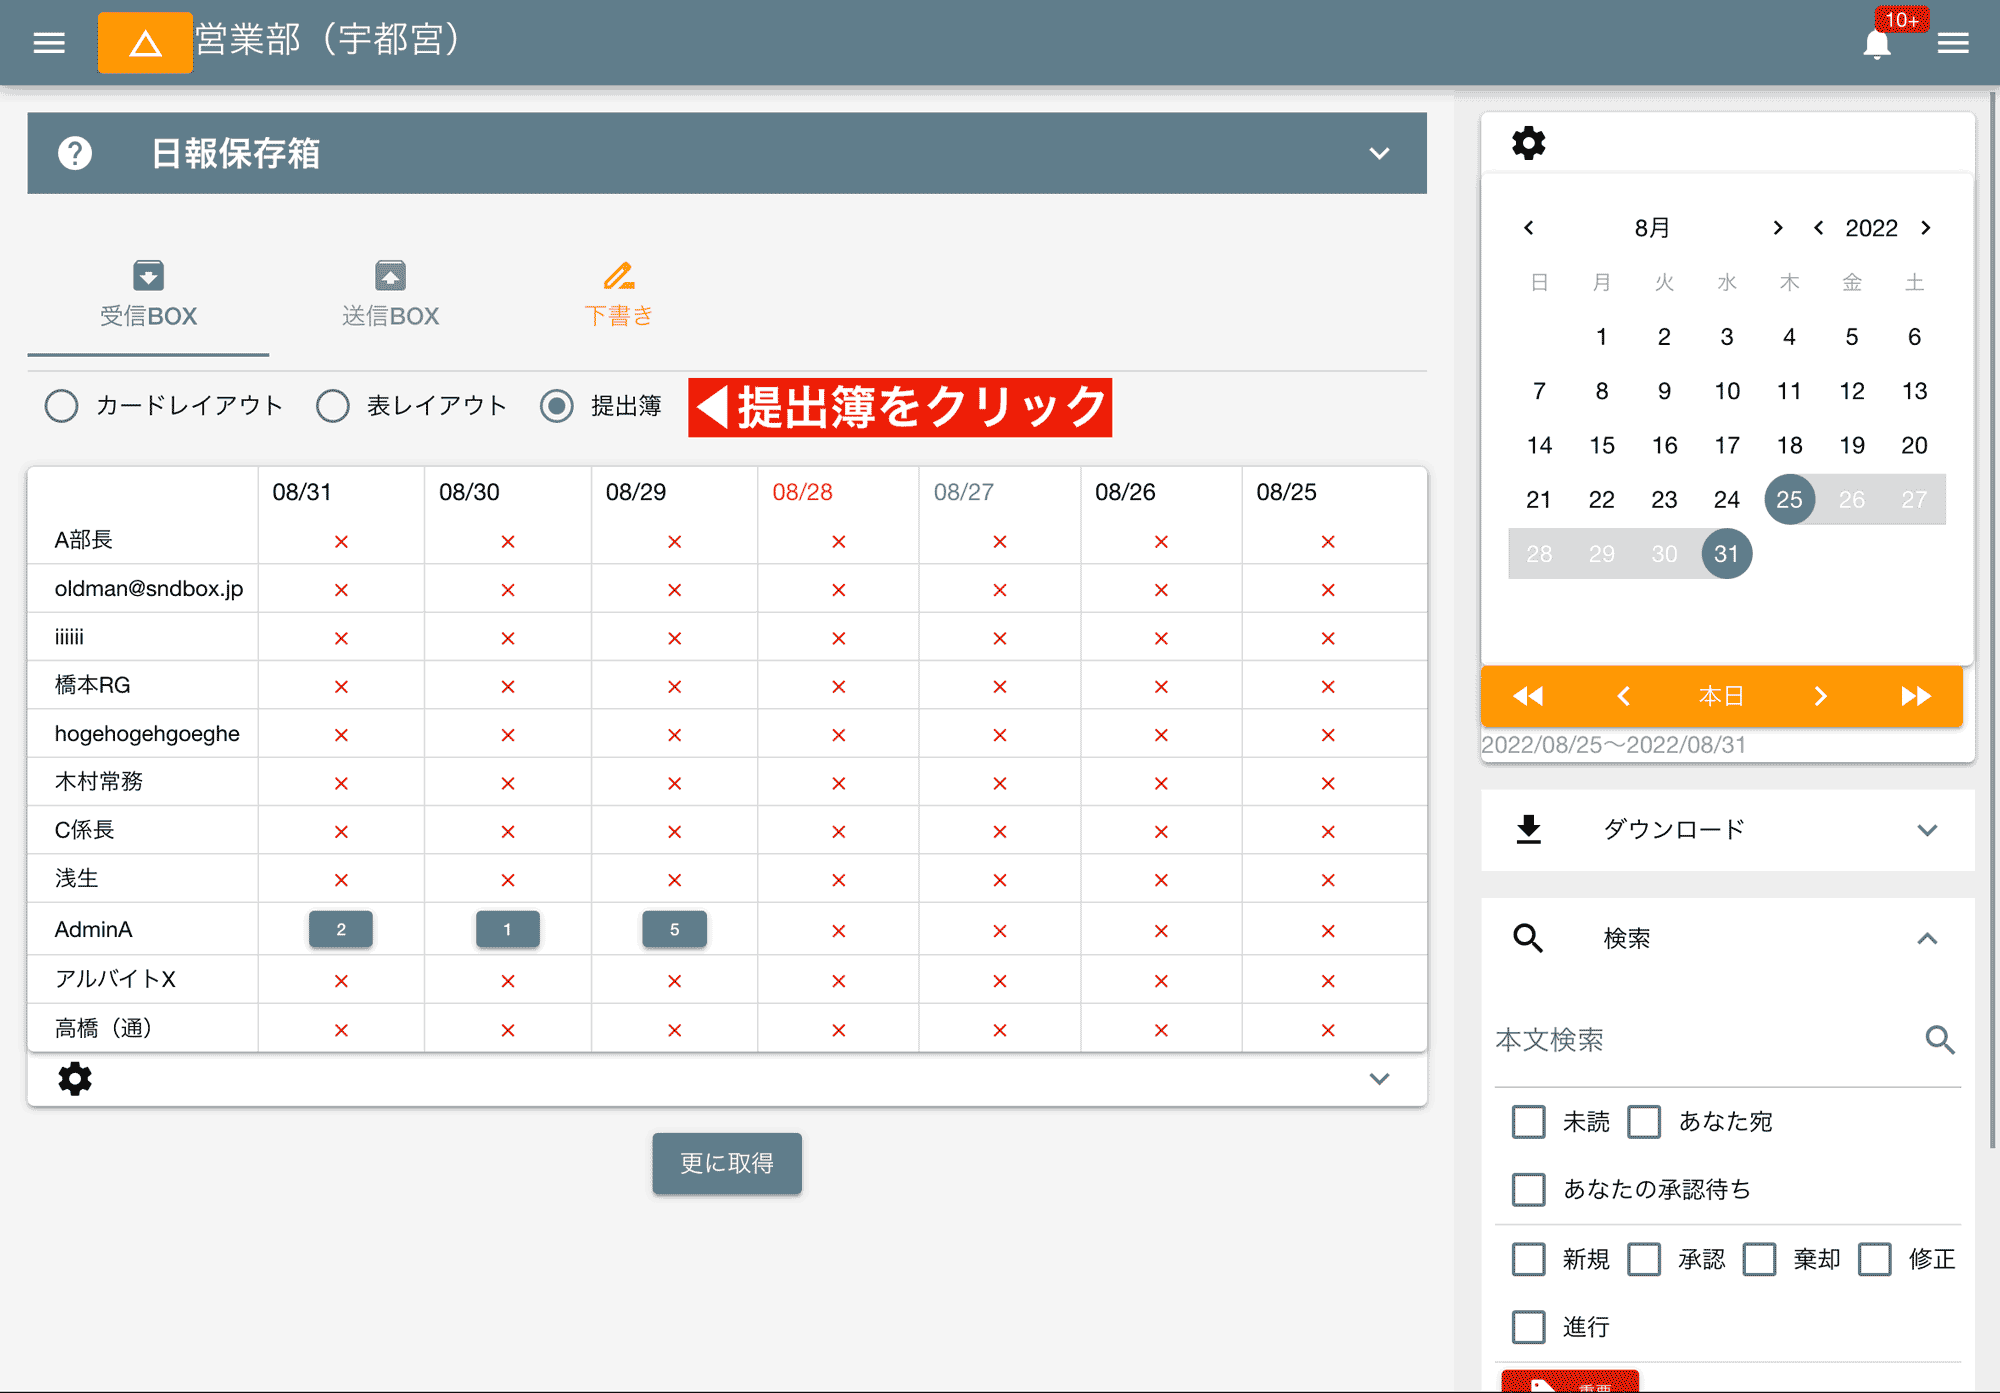 営業部（宇都宮）
10+
日報保存箱
受信BOX 送信BOX 下書き
カードレイアウト 表レイアウト 提出簿 ◀提出簿をクリック
08/31 08/30 08/29 08/28 08/27 08/26 08/25
A部長 × × × × × × ×
oldman@sndbox.jp × × × × × × ×
iiiiii × × × × × × ×
橋本RG × × × × × × ×
hogehogehgoeghe × × × × × × ×
木村常務 × × × × × × ×
C係長 × × × × × × ×
浅生 × × × × × × ×
AdminA 2 1 5 × × × ×
アルバイトX × × × × × × ×
高橋（通） × × × × × × ×
更に取得
8月 2022
日 月 火 水 木 金 土
1 2 3 4 5 6
7 8 9 10 11 12 13
14 15 16 17 18 19 20
21 22 23 24 25 26 27
28 29 30 31
本日
2022/08/25〜2022/08/31
ダウンロード
検索
本文検索
未読 あなた宛
あなたの承認待ち
新規 承認 棄却 修正
進行
重要